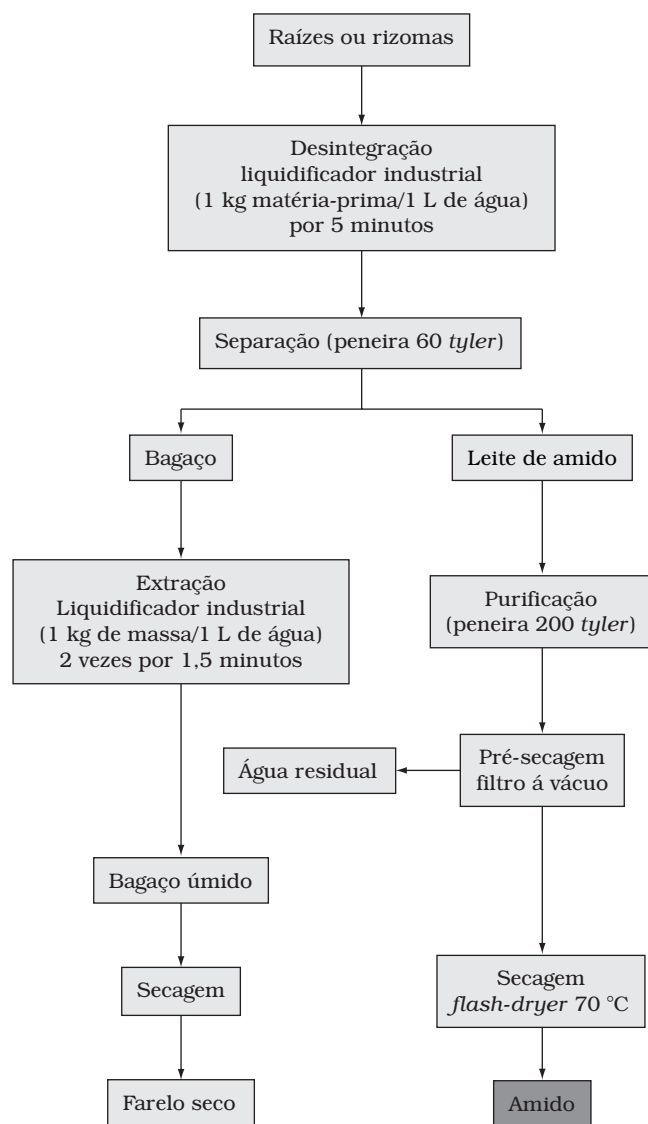 Raízes ou rizomas
Desintegração
liquidificador industrial
(1 kg matéria-prima/1 L de água)
por 5 minutos
Separação (peneira 60 tyler)
Bagaço
Leite de amido
Extração
Liquidificador industrial
(1 kg de massa/1 L de água)
2 vezes por 1,5 minutos
Purificação
(peneira 200 tyler)
Água residual
Pré-secagem
filtro á vácuo
Bagaço úmido
Secagem
Secagem
flash-dryer 70 °C
Farelo seco
Amido